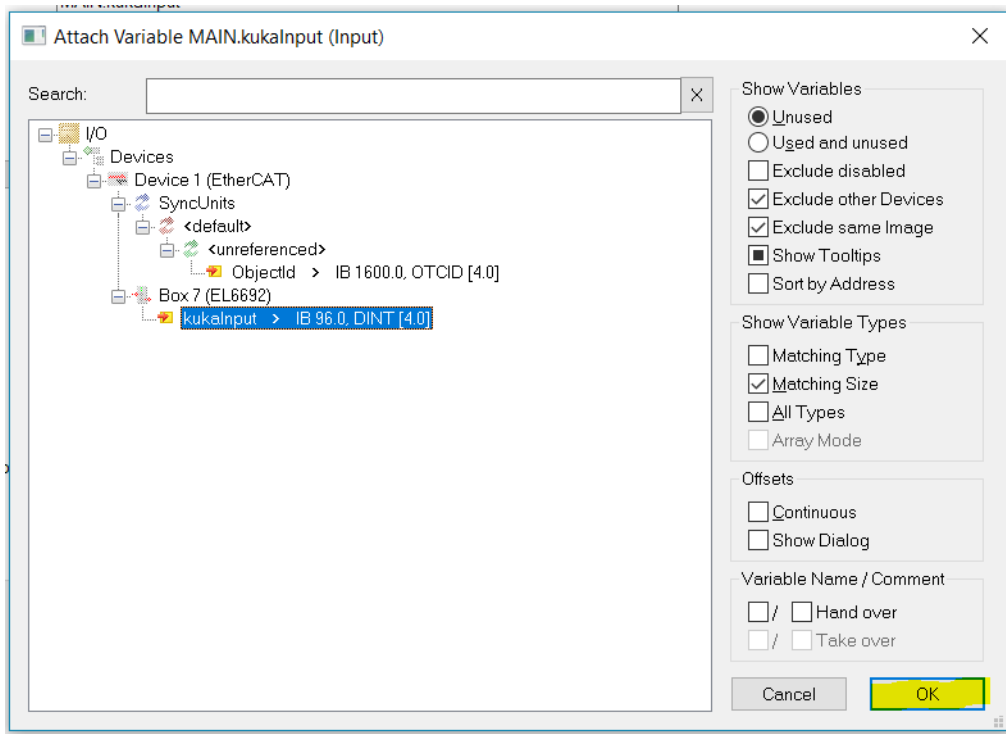 MAIN.kukaInput
Attach Variable MAIN.kukaInput (Input)
Search:
X
I/O
Devices
Device 1 (EtherCAT)
SyncUnits
<default>
<unreferenced>
ObjectId > IB 1600.0, OTCID [4.0]
Box 7 (EL6692)
kukaInput > IB 96.0, DINT [4.0]
Show Variables
Unused
Used and unused
Exclude disabled
Exclude other Devices
Exclude same Image
Show Tooltips
Sort by Address
Show Variable Types
Matching Type
Matching Size
All Types
Array Mode
Offsets
Continuous
Show Dialog
Variable Name / Comment
/ Hand over
/ Take over
Cancel OK